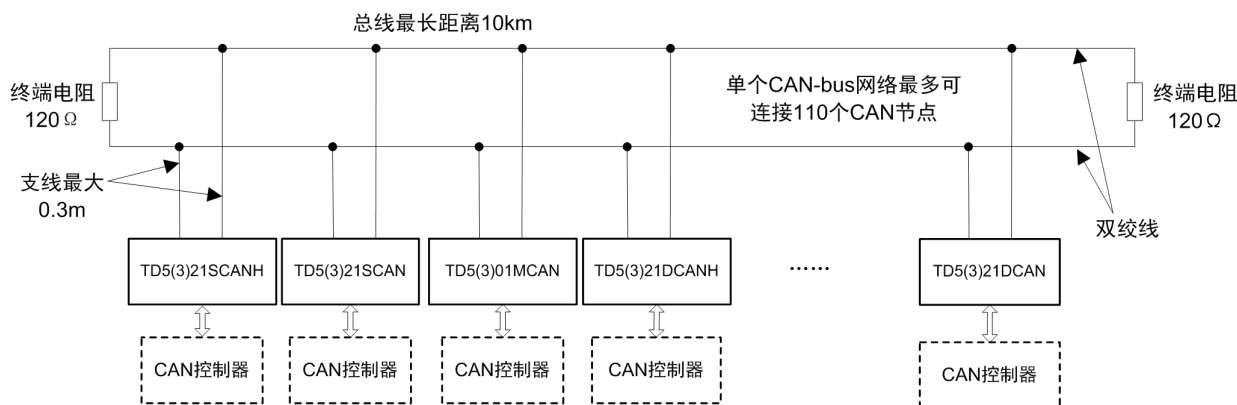 总线最长距离10km
终端电阻
120Ω
单个CAN-bus网络最多可
连接110个CAN节点
终端电阻
120Ω
支线最大
0.3m
双绞线
TD5(3)21SCANH
TD5(3)21SCAN
TD5(3)01MCAN
TD5(3)21DCANH
……
TD5(3)21DCAN
CAN控制器
CAN控制器
CAN控制器
CAN控制器
CAN控制器